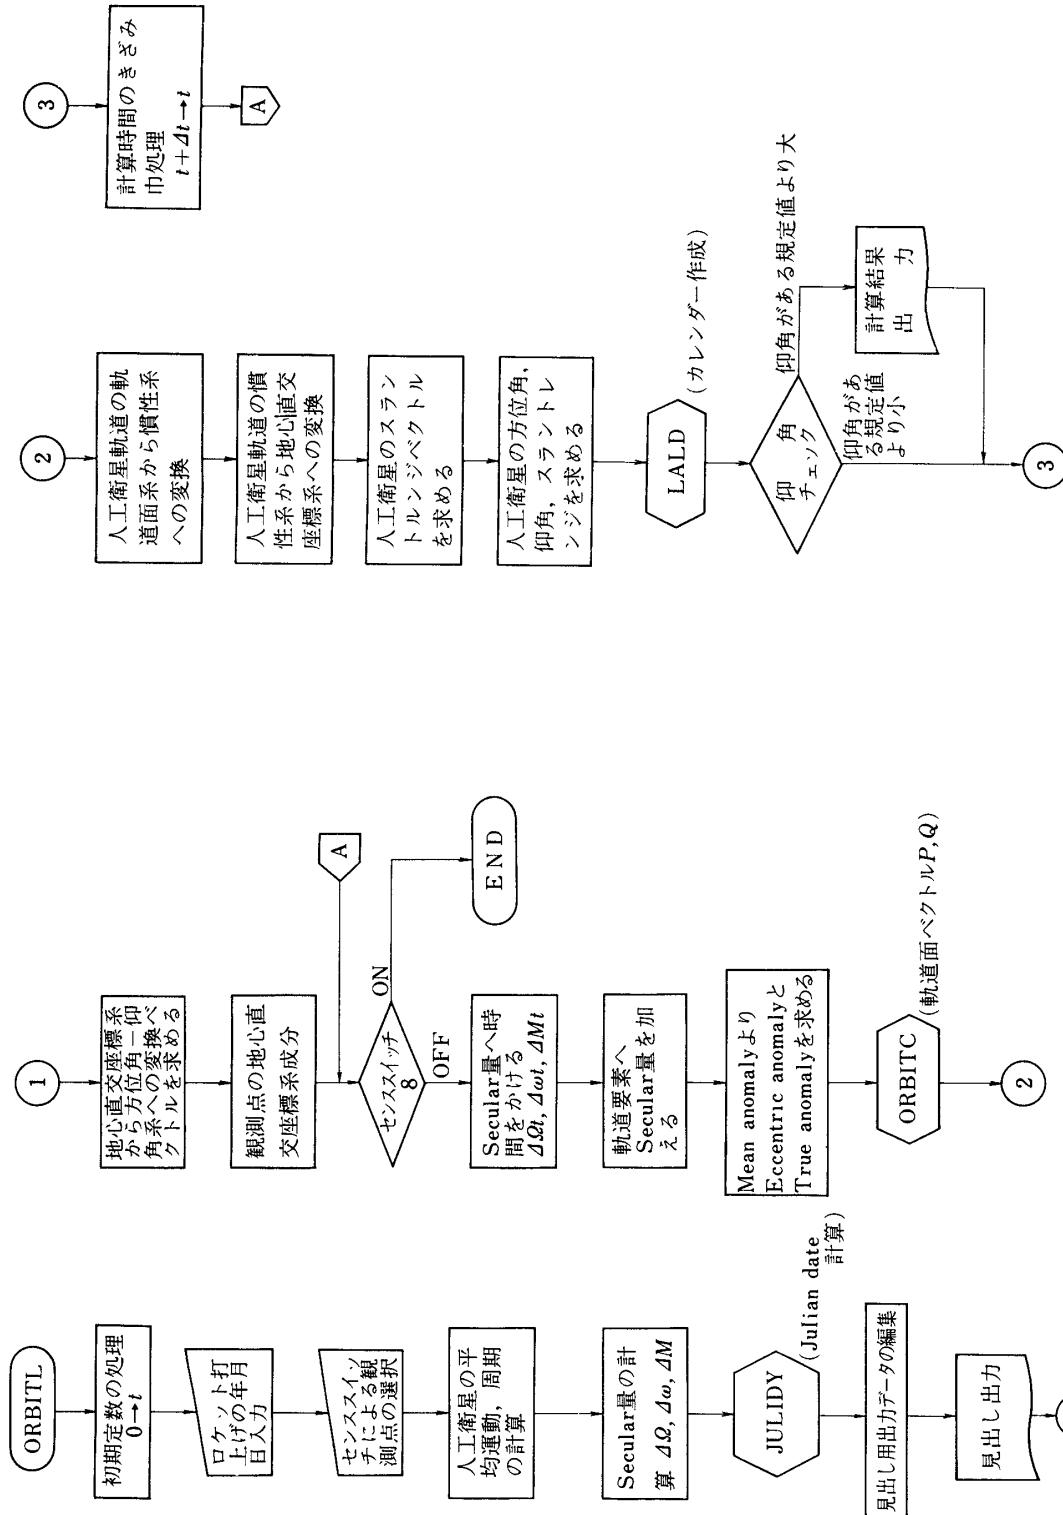 ORBITL
初期定数の処理
0→t
ロケット打
上げの年月
日入力
センススイッ
チによる観
測点の選択
人工衛星の平
均運動，周期
の計算
Secular量の計
算 ΔΩ, Δω, ΔM
JULIDY
(Julian date
計算)
見出し用出力データの編集
見出し出力
1
地心直交座標系
から方位角－仰
角系への変換ベ
クトルを求める
観測点の地心直
交座標系成分
A
センススイッチ
8
ON
END
OFF
Secular量へ時
間をかける
ΔΩt, Δωt, ΔMt
軌道要素へ
Secular量を加
える
Mean anomalyより
Eccentric anomalyと
True anomalyを求める
ORBITC
(軌道面ベクトルP,Q)
2
2
人工衛星軌道の軌
道面系から慣性系
への変換
人工衛星軌道の慣
性系から地心直交
座標系への変換
人工衛星のスラン
トレンジベクトル
を求める
人工衛星の方位角，
仰角，スラントレ
ンジを求める
LALD
(カレンダー作成)
仰 角
チェック
仰角がある規定値より大
計算結果
出 力
仰角があ
る規定値
より小
3
3
計算時間のきざみ
巾処理
t+Δt→t
A